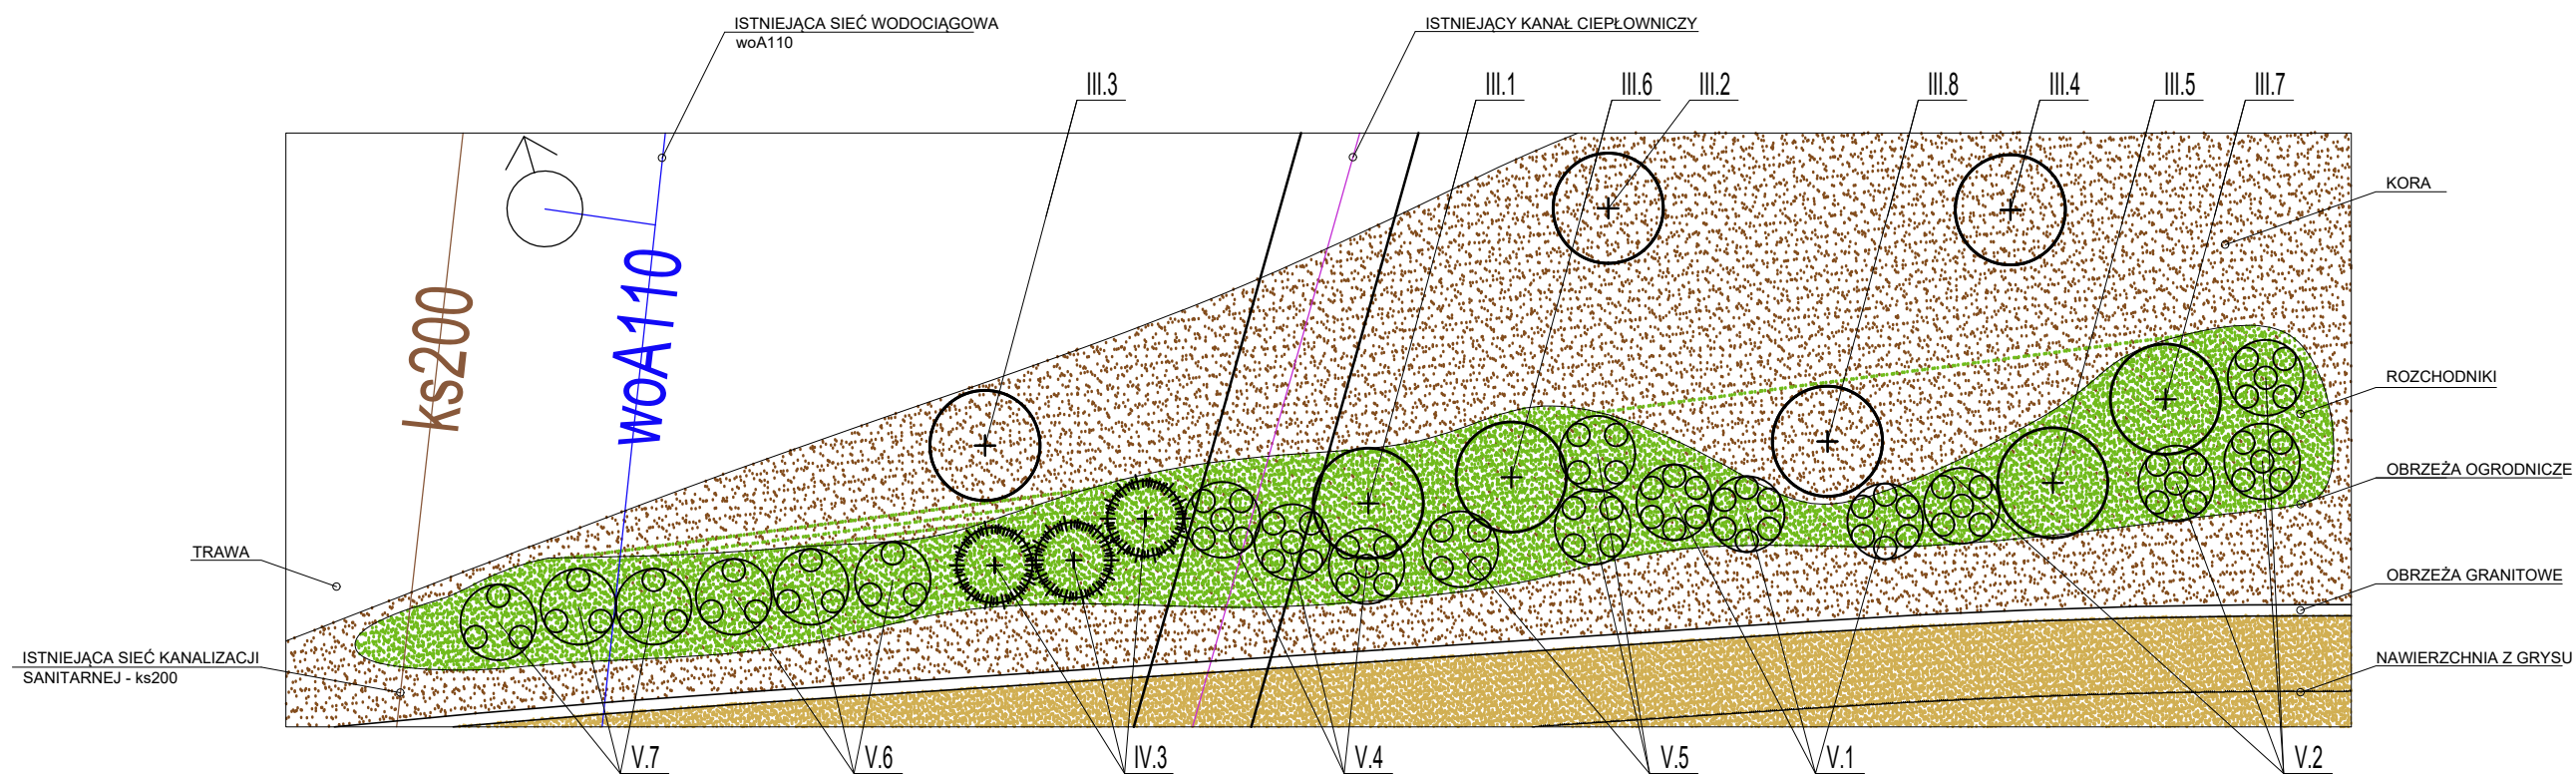 ISTNIEJĄCA SIEĆ WODOCIĄGOWA
woA110
ISTNIEJĄCY KANAŁ CIEPŁOWNICZY
III.3
III.1
III.6
III.2
III.8
III.4
III.5
III.7
KORA
ks200
woA110
ROZCHODNIKI
OBRZEŻA OGRODNICZE
TRAWA
OBRZEŻA GRANITOWE
ISTNIEJĄCA SIEĆ KANALIZACJI
SANITARNEJ - ks200
NAWIERZCHNIA Z GRYSU
V.7
V.6
IV.3
V.4
V.5
V.1
V.2